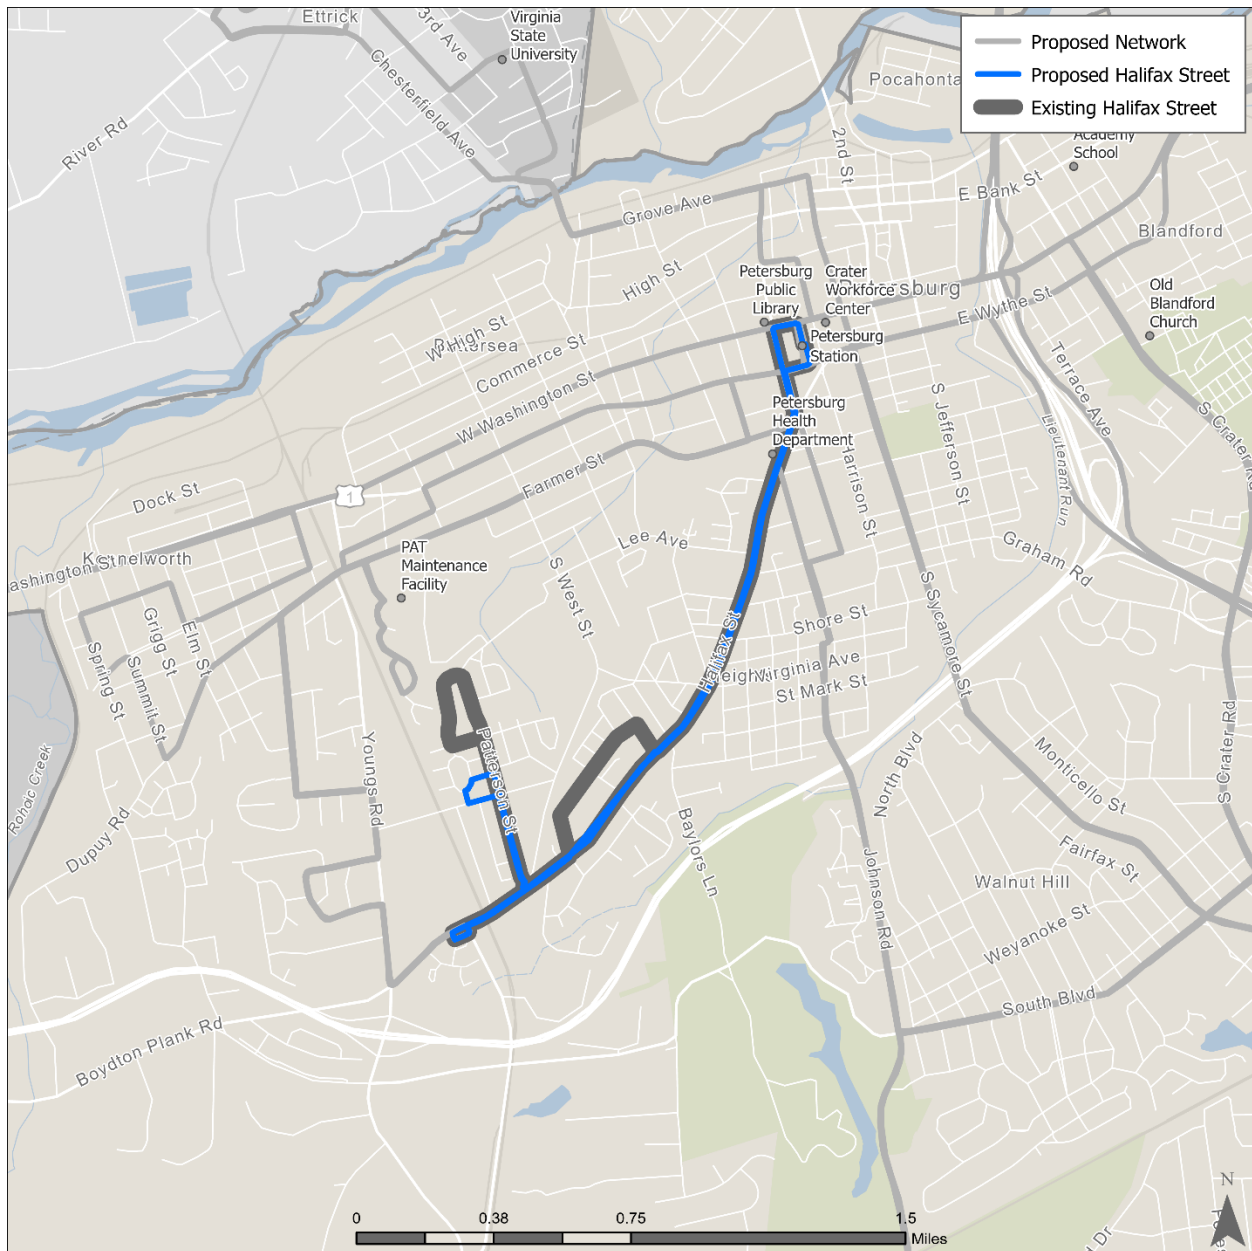 Proposed Network
Proposed Halifax Street
Existing Halifax Street
Ettrick
3rd Ave
Virginia
State
University
Chesterfield Ave
River Rd
Pocahonta
2nd St
Academy
School
E Bank St
Grove Ave
Blandford
High St
Petersburg
Public
Library
Crater
Workforce
Center
E Wythe St
Old
Blandford
Church
W High St
Commerce St
Petersburg
Station
Terrace Ave
W Washington St
Petersburg
Health
Department
S Jefferson St
S Crater Rd
Lieutenant Run
Harrison St
Farmer St
Dock St
1
Lee Ave
Graham Rd
PAT
Maintenance
Facility
S West St
S Sycamore St
Washington St
Spring St
Grigg St
Summit St
Elm St
Shore St
Halifax St
Virginia Ave
St Mark St
Patterson St
Youngs Rd
North Blvd
Monticello St
S Crater Rd
Rohoic Creek
Dupuy Rd
Baylors Ln
Johnson Rd
Fairfax St
Walnut Hill
Weyanoke St
South Blvd
Boydton Plank Rd
N
0
0.38
0.75
1.5
Miles